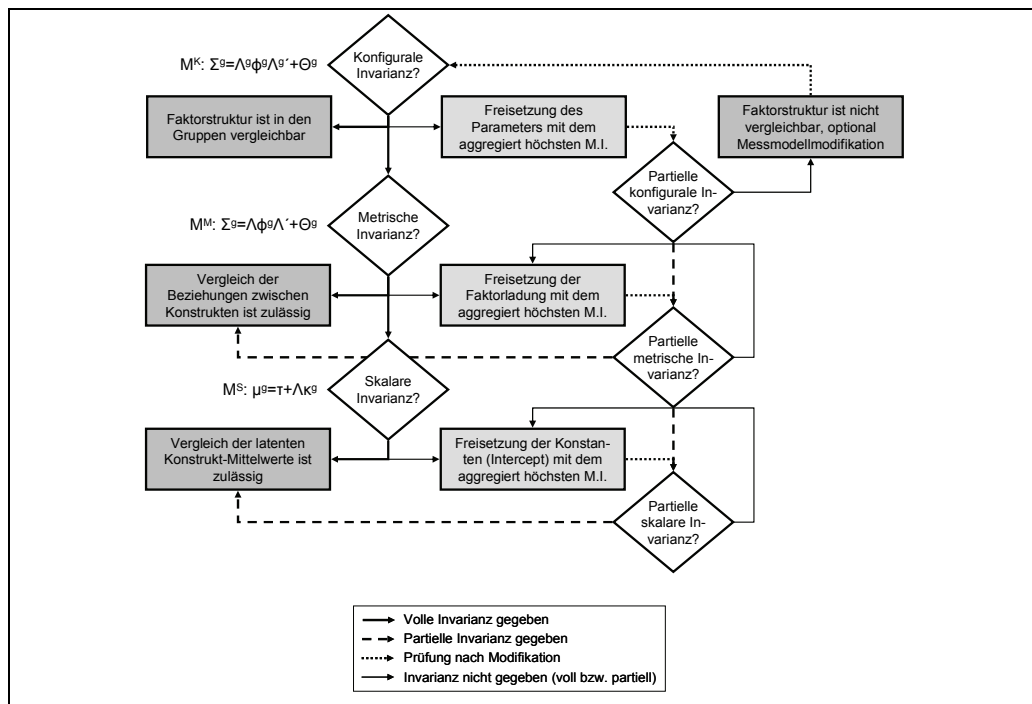 Konfigurale
Invarianz?
Mᴷ: Σᵍ=ΛᵍϕᵍΛᵍ´+Θᵍ
Faktorstruktur ist in den
Gruppen vergleichbar
Freisetzung des
Parameters mit dem
aggregiert höchsten M.I.
Faktorstruktur ist nicht
vergleichbar, optional
Messmodellmodifikation
Partielle
konfigurale In-
varianz?
Metrische
Invarianz?
Mᴹ: Σᵍ=ΛϕᵍΛ´+Θᵍ
Vergleich der
Beziehungen zwischen
Konstrukten ist zulässig
Freisetzung der
Faktorladung mit dem
aggregiert höchsten M.I.
Partielle
metrische In-
varianz?
Skalare
Invarianz?
Mˢ: µᵍ=τ+Λκᵍ
Vergleich der latenten
Konstrukt-Mittelwerte ist
zulässig
Freisetzung der Konstan-
ten (Intercept) mit dem
aggregiert höchsten M.I.
Partielle
skalare In-
varianz?
Volle Invarianz gegeben
Partielle Invarianz gegeben
Prüfung nach Modifikation
Invarianz nicht gegeben (voll bzw. partiell)